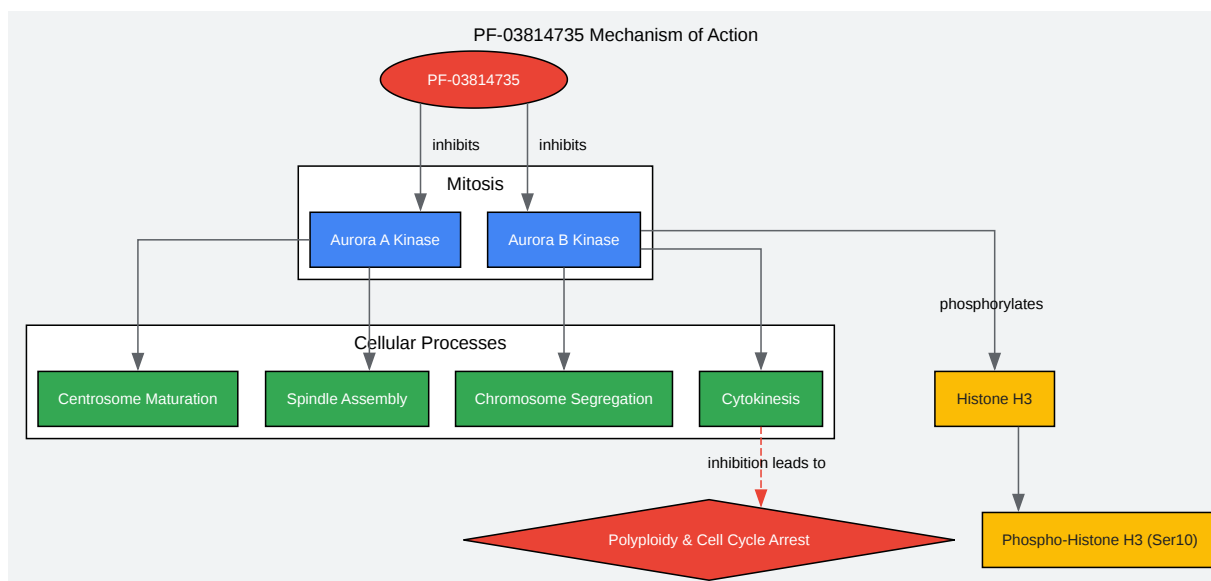 PF-03814735 Mechanism of Action
PF-03814735
inhibits
inhibits
Mitosis
Aurora A Kinase
Aurora B Kinase
phosphorylates
Cellular Processes
Centrosome Maturation
Spindle Assembly
Chromosome Segregation
Cytokinesis
Histone H3
inhibition leads to
Polyploidy & Cell Cycle Arrest
Phospho-Histone H3 (Ser10)